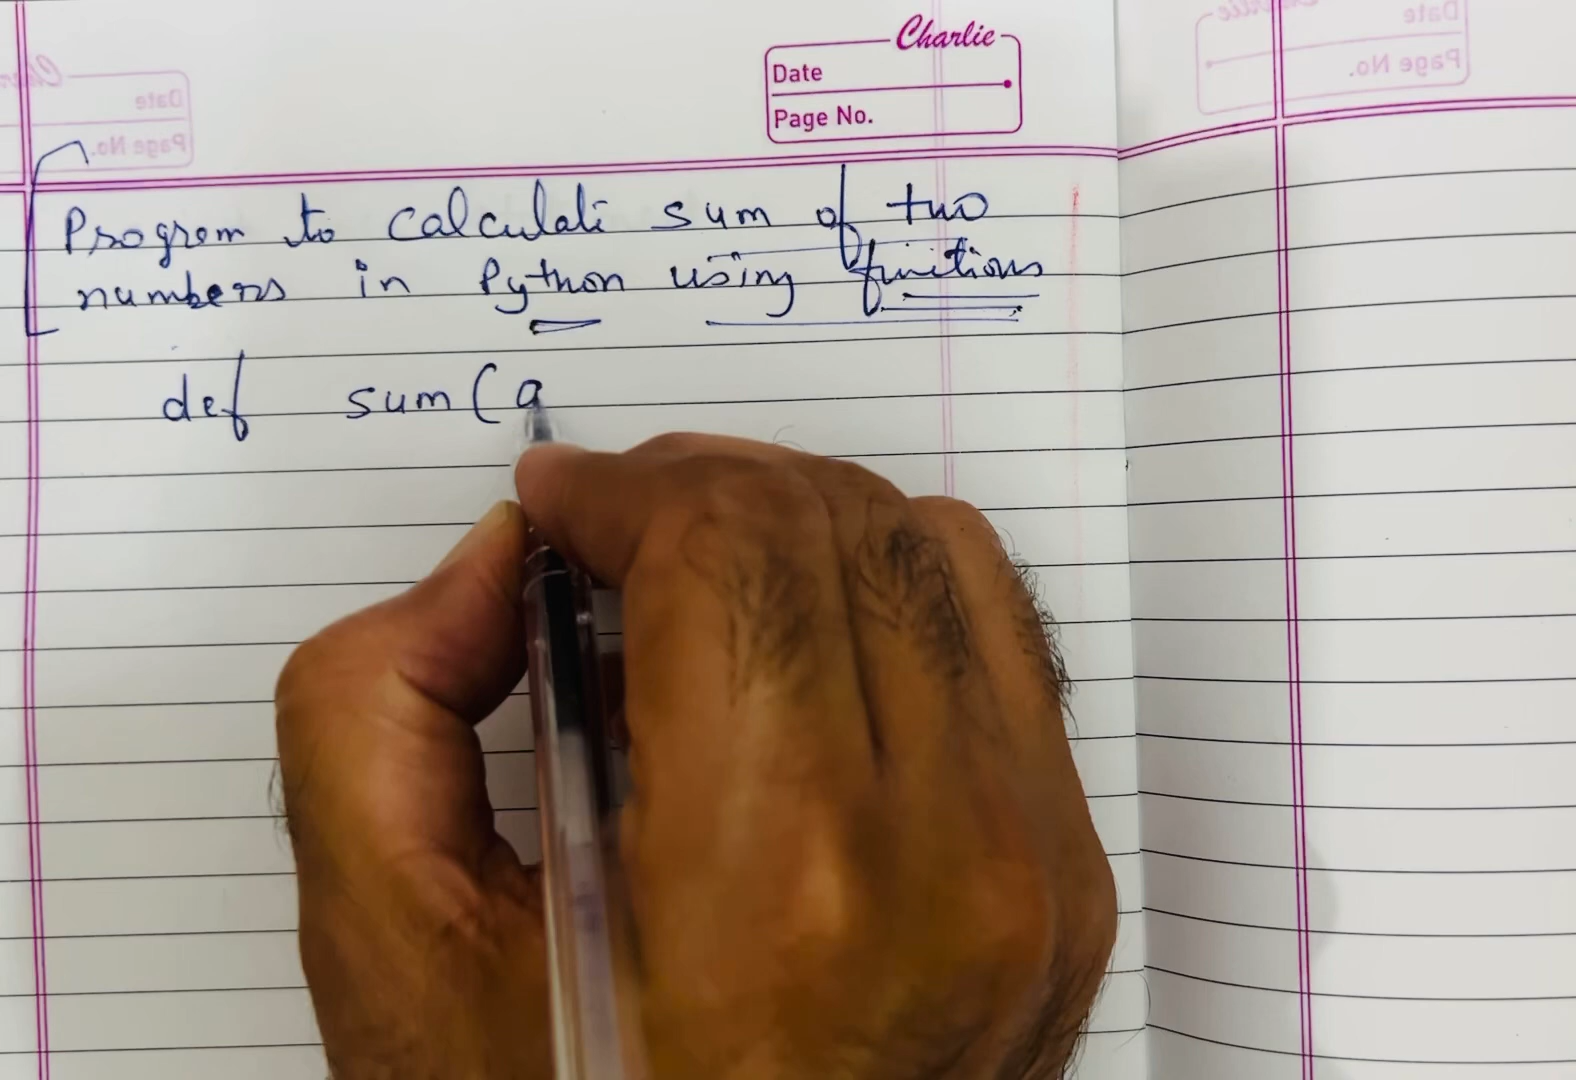 Charlie
Date
Page No.
Program to calculate sum of two
numbers in Python using functions
def sum(a